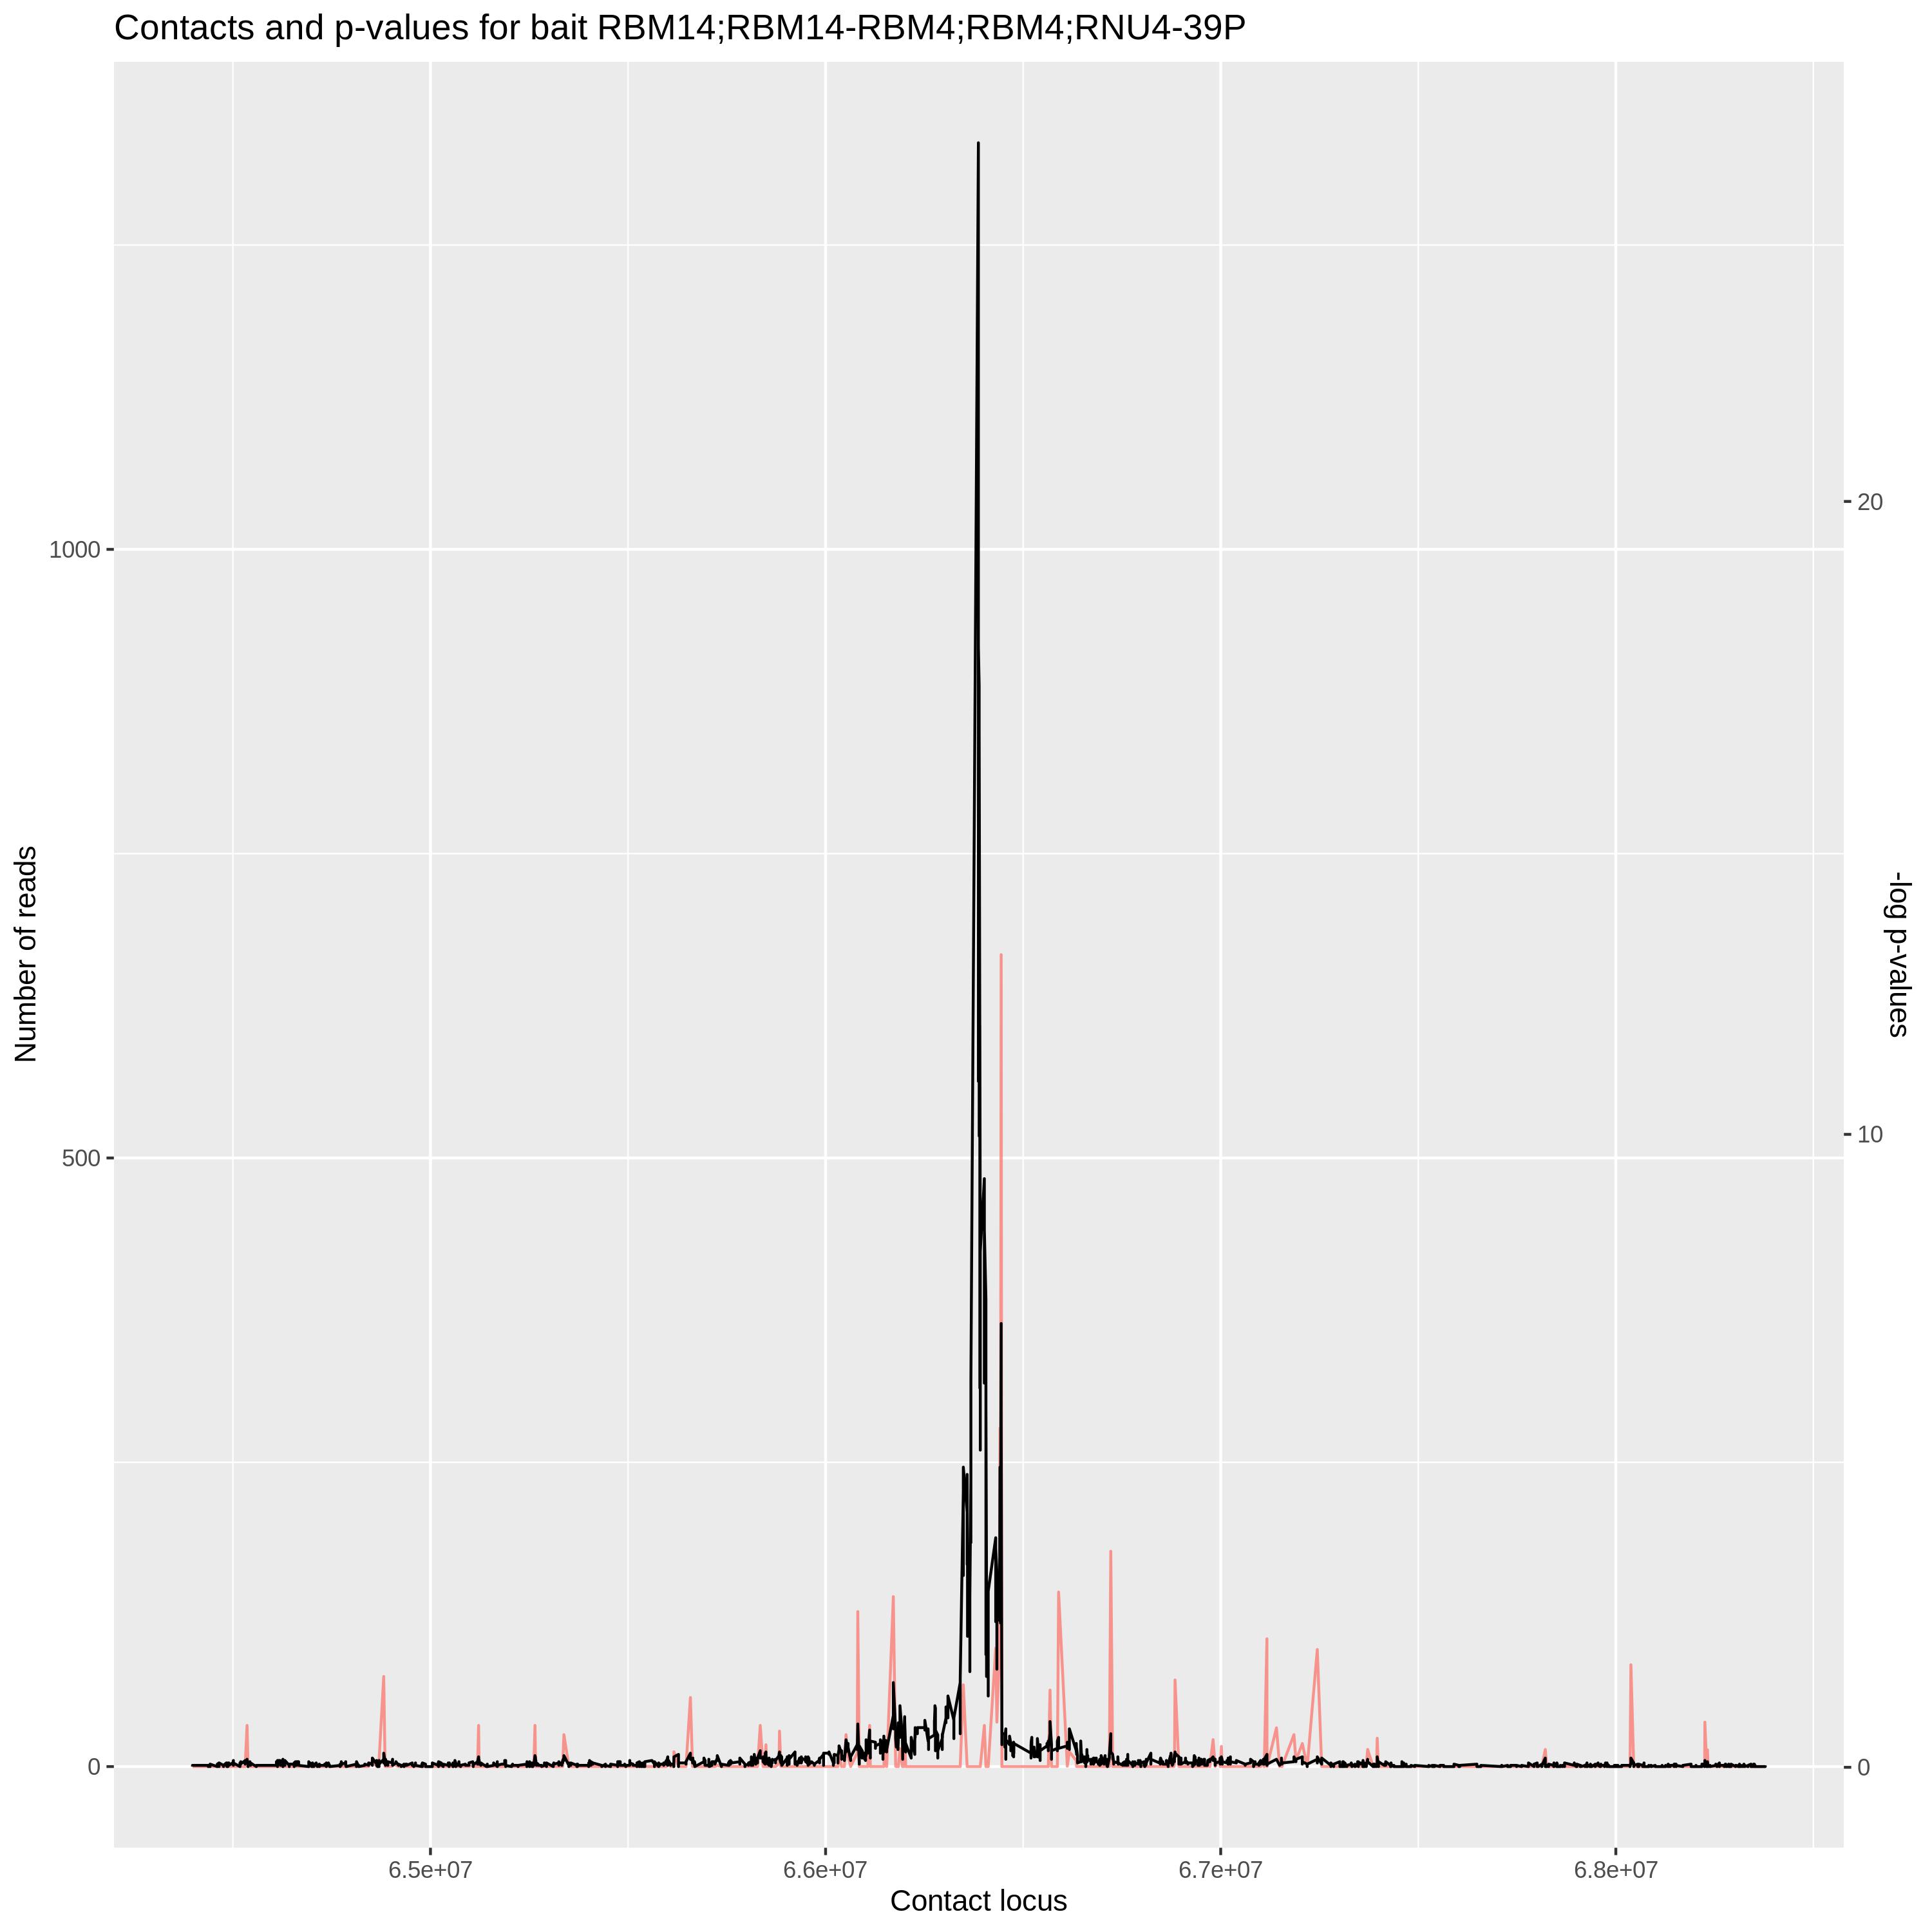 Contacts and p-values for bait RBM14;RBM14-RBM4;RBM4;RNU4-39P
Number of reads
1000
500
0
20
10
0
-log p-values
6.5e+07 6.6e+07 6.7e+07 6.8e+07
Contact locus